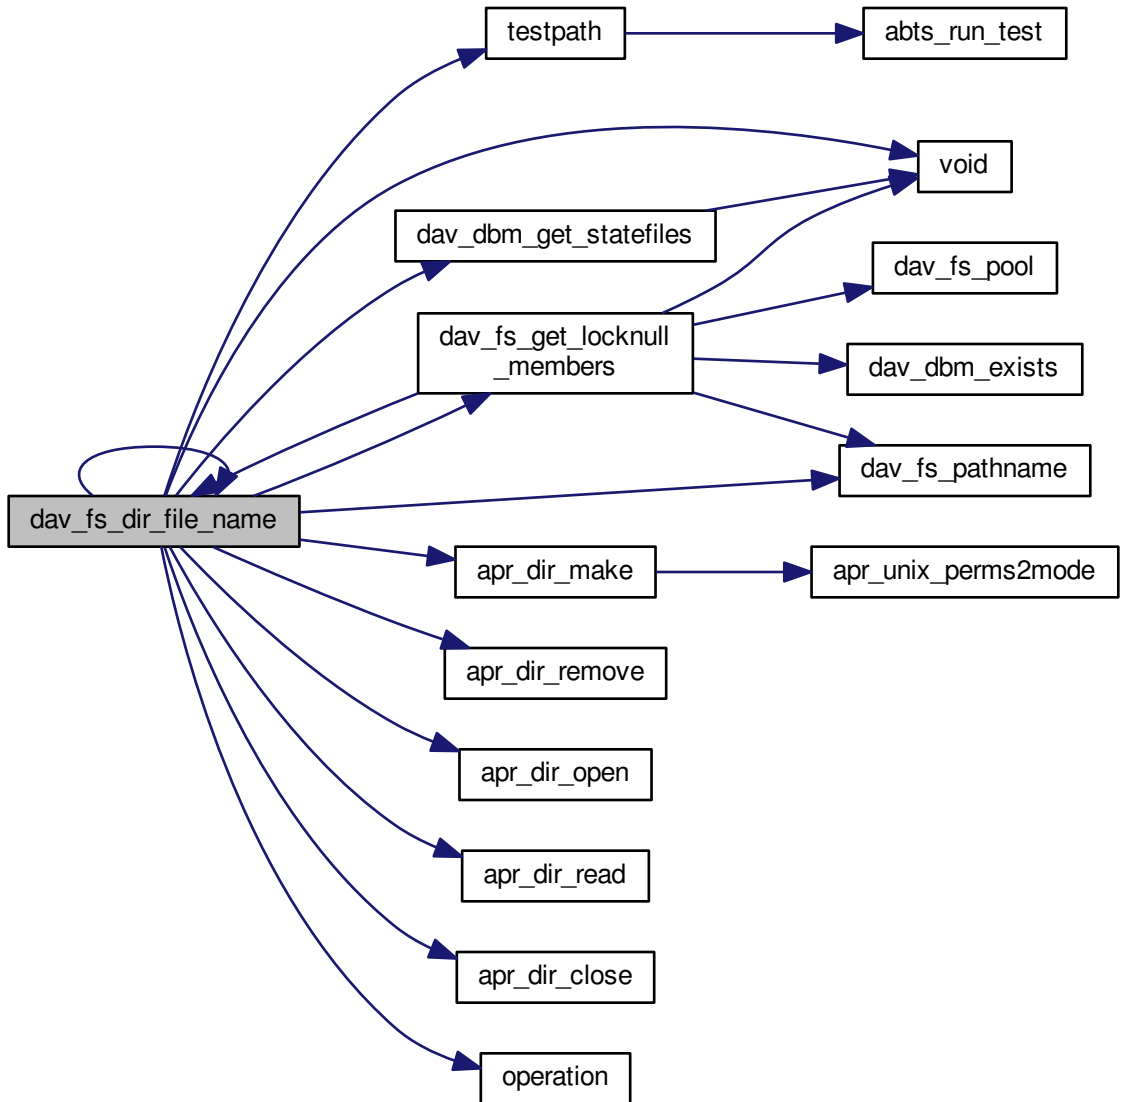 testpath
abts_run_test
void
dav_dbm_get_statefiles
dav_fs_pool
dav_fs_get_locknull
_members
dav_dbm_exists
dav_fs_pathname
dav_fs_dir_file_name
apr_dir_make
apr_unix_perms2mode
apr_dir_remove
apr_dir_open
apr_dir_read
apr_dir_close
operation